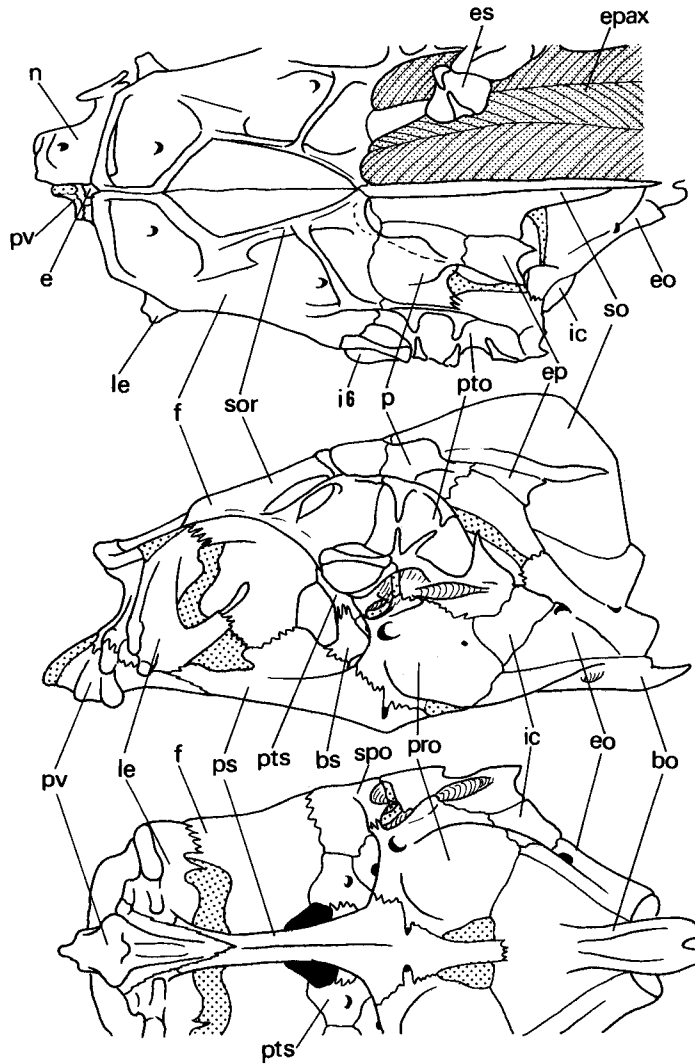 es epax
n
pv
e
so eo
le
ic
f sor i6 p pto ep so
pv le f ps pts bs spo pro ic eo bo
pts